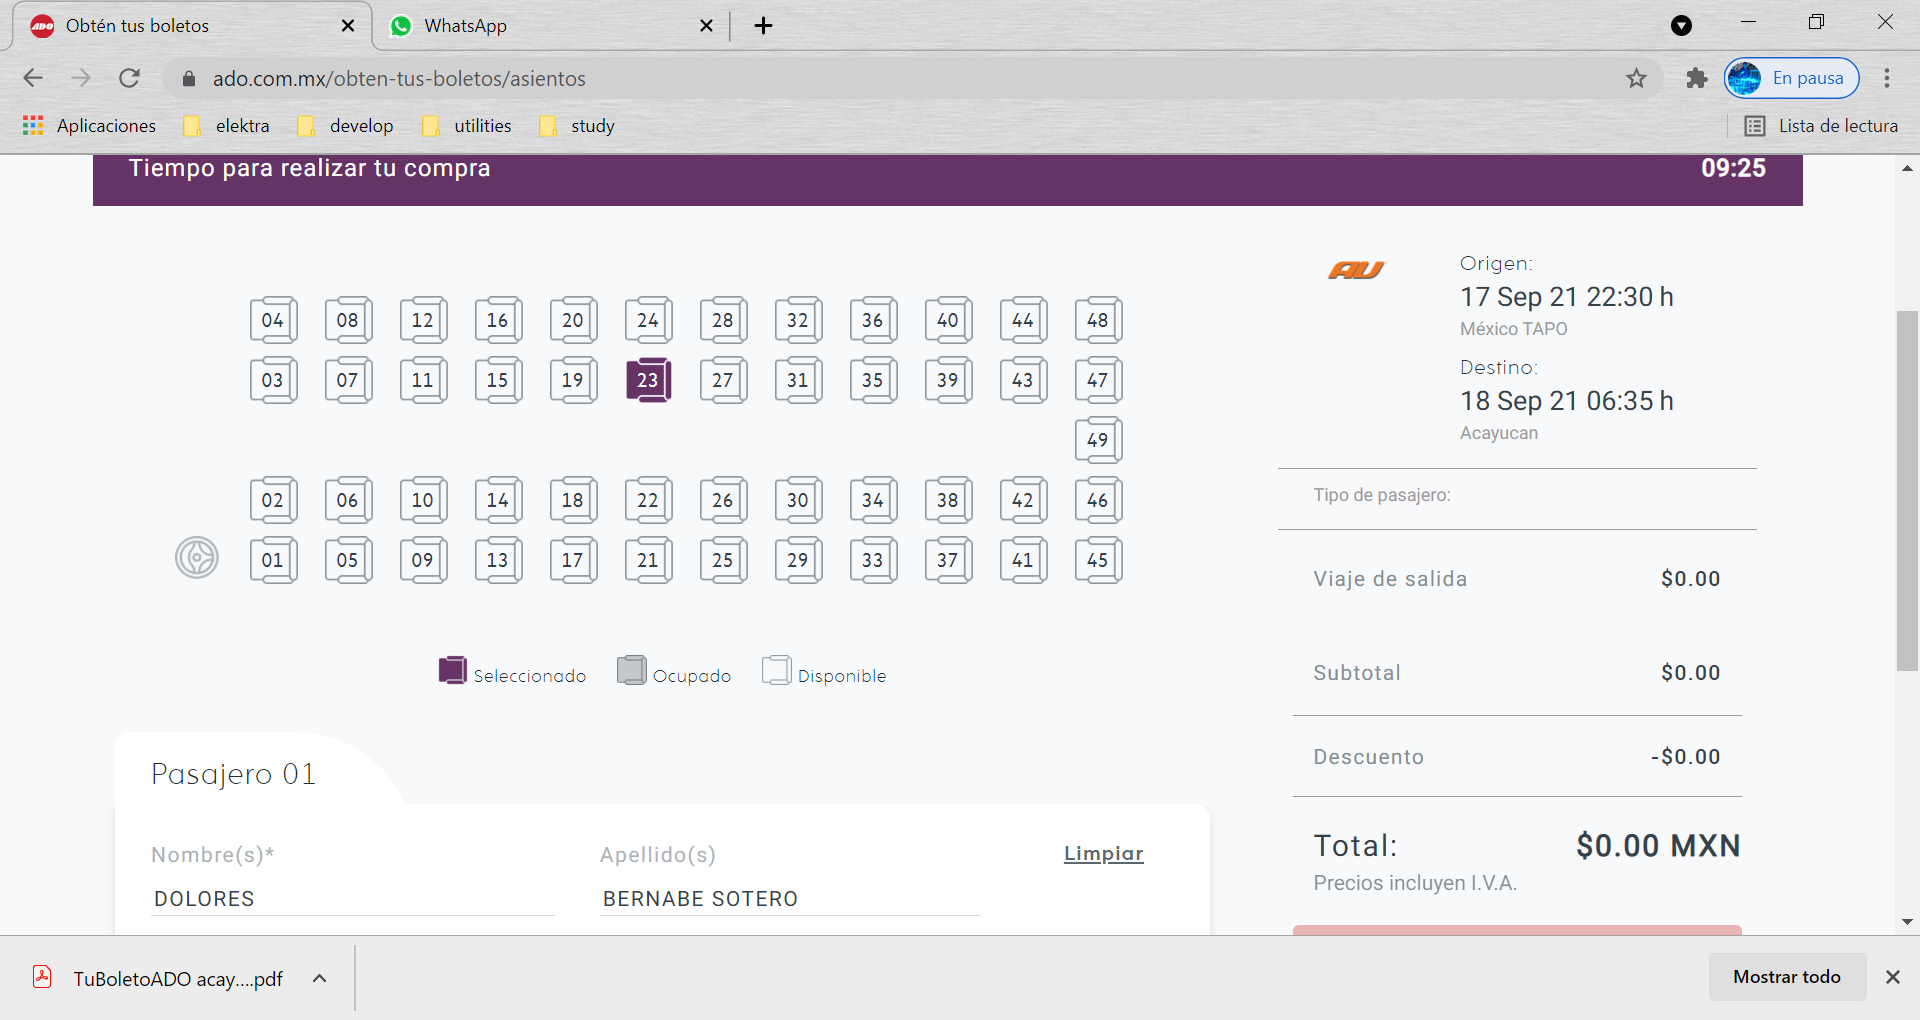 Obtén tus boletos
WhatsApp
ado.com.mx/obten-tus-boletos/asientos
En pausa
Aplicaciones
elektra
develop
utilities
study
Lista de lectura
Tiempo para realizar tu compra
09:25
04 08 12 16 20 24 28 32 36 40 44 48
03 07 11 15 19 23 27 31 35 39 43 47
49
02 06 10 14 18 22 26 30 34 38 42 46
01 05 09 13 17 21 25 29 33 37 41 45
Seleccionado
Ocupado
Disponible
AU
Origen:
17 Sep 21 22:30 h
México TAPO
Destino:
18 Sep 21 06:35 h
Acayucan
Tipo de pasajero:
Viaje de salida $0.00
Subtotal $0.00
Descuento -$0.00
Total: $0.00 MXN
Precios incluyen I.V.A.
Pasajero 01
Nombre(s)*
Apellido(s)
Limpiar
DOLORES
BERNABE SOTERO
TuBoletoADO acay....pdf
Mostrar todo